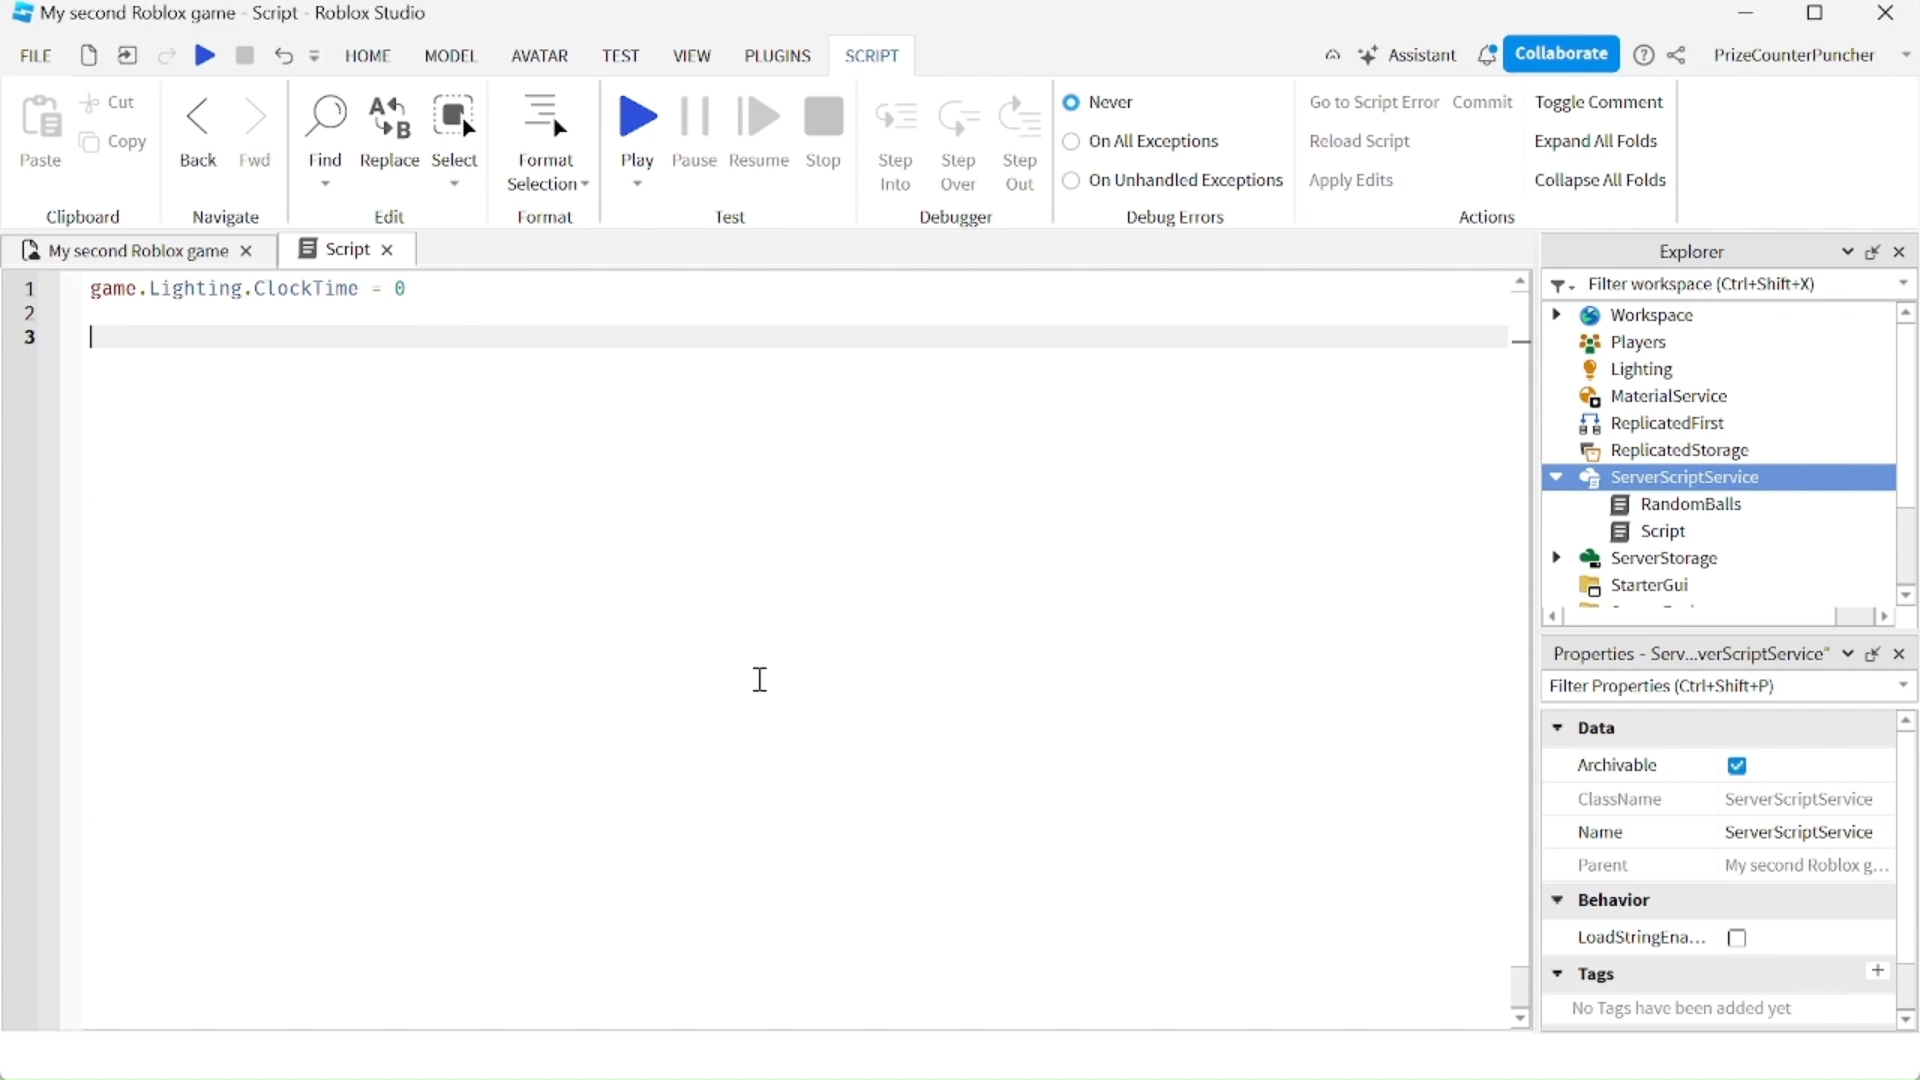 My second Roblox game - Script - Roblox Studio
FILE HOME MODEL AVATAR TEST VIEW PLUGINS SCRIPT Assistant Collaborate PrizeCounterPuncher
Paste Cut Copy
Clipboard
Back Fwd
Navigate
Find Replace Select
Edit
Format Selection
Format
Play Pause Resume Stop
Test
Step Into Step Over Step Out
Debugger
Never
On All Exceptions
On Unhandled Exceptions
Debug Errors
Go to Script Error Commit Toggle Comment
Reload Script Expand All Folds
Apply Edits Collapse All Folds
Actions
My second Roblox game Script
1 game.Lighting.ClockTime = 0
2
3
Explorer
Filter workspace (Ctrl+Shift+X)
Workspace
Players
Lighting
MaterialService
ReplicatedFirst
ReplicatedStorage
ServerScriptService
RandomBalls
Script
ServerStorage
StarterGui
Properties - Serv...verScriptService"
Filter Properties (Ctrl+Shift+P)
Data
Archivable
ClassName ServerScriptService
Name ServerScriptService
Parent My second Roblox g...
Behavior
LoadStringEna...
Tags +
No Tags have been added yet